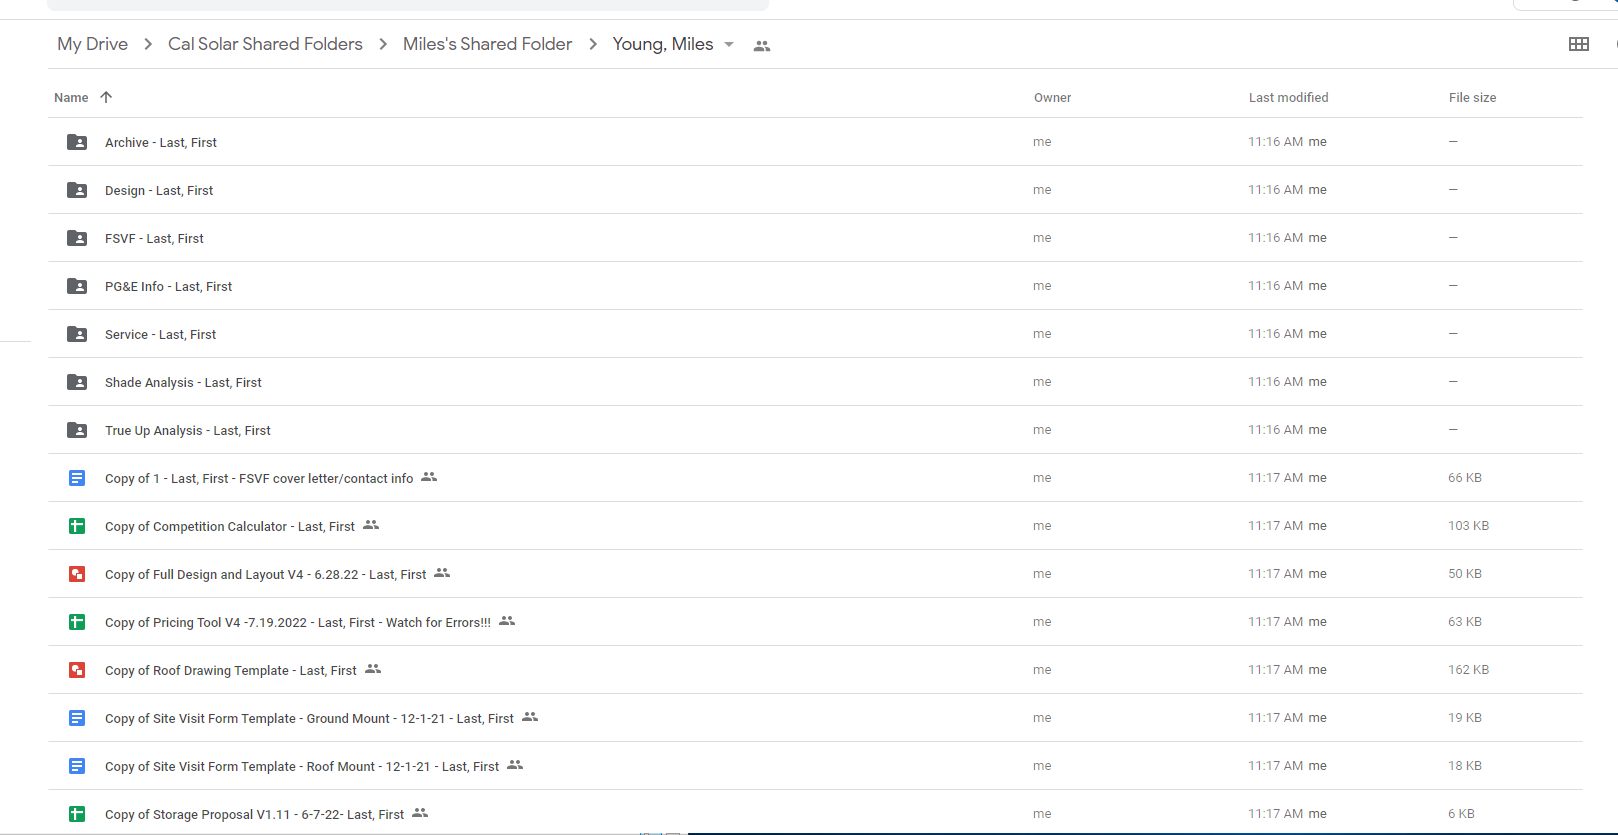 My Drive > Cal Solar Shared Folders > Miles's Shared Folder > Young, Miles
Name Owner Last modified File size
Archive - Last, First me 11:16 AM me —
Design - Last, First me 11:16 AM me —
FSVF - Last, First me 11:16 AM me —
PG&E Info - Last, First me 11:16 AM me —
Service - Last, First me 11:16 AM me —
Shade Analysis - Last, First me 11:16 AM me —
True Up Analysis - Last, First me 11:16 AM me —
Copy of 1 - Last, First - FSVF cover letter/contact info me 11:17 AM me 66 KB
Copy of Competition Calculator - Last, First me 11:17 AM me 103 KB
Copy of Full Design and Layout V4 - 6.28.22 - Last, First me 11:17 AM me 50 KB
Copy of Pricing Tool V4 -7.19.2022 - Last, First - Watch for Errors!!! me 11:17 AM me 63 KB
Copy of Roof Drawing Template - Last, First me 11:17 AM me 162 KB
Copy of Site Visit Form Template - Ground Mount - 12-1-21 - Last, First me 11:17 AM me 19 KB
Copy of Site Visit Form Template - Roof Mount - 12-1-21 - Last, First me 11:17 AM me 18 KB
Copy of Storage Proposal V1.11 - 6-7-22- Last, First me 11:17 AM me 6 KB